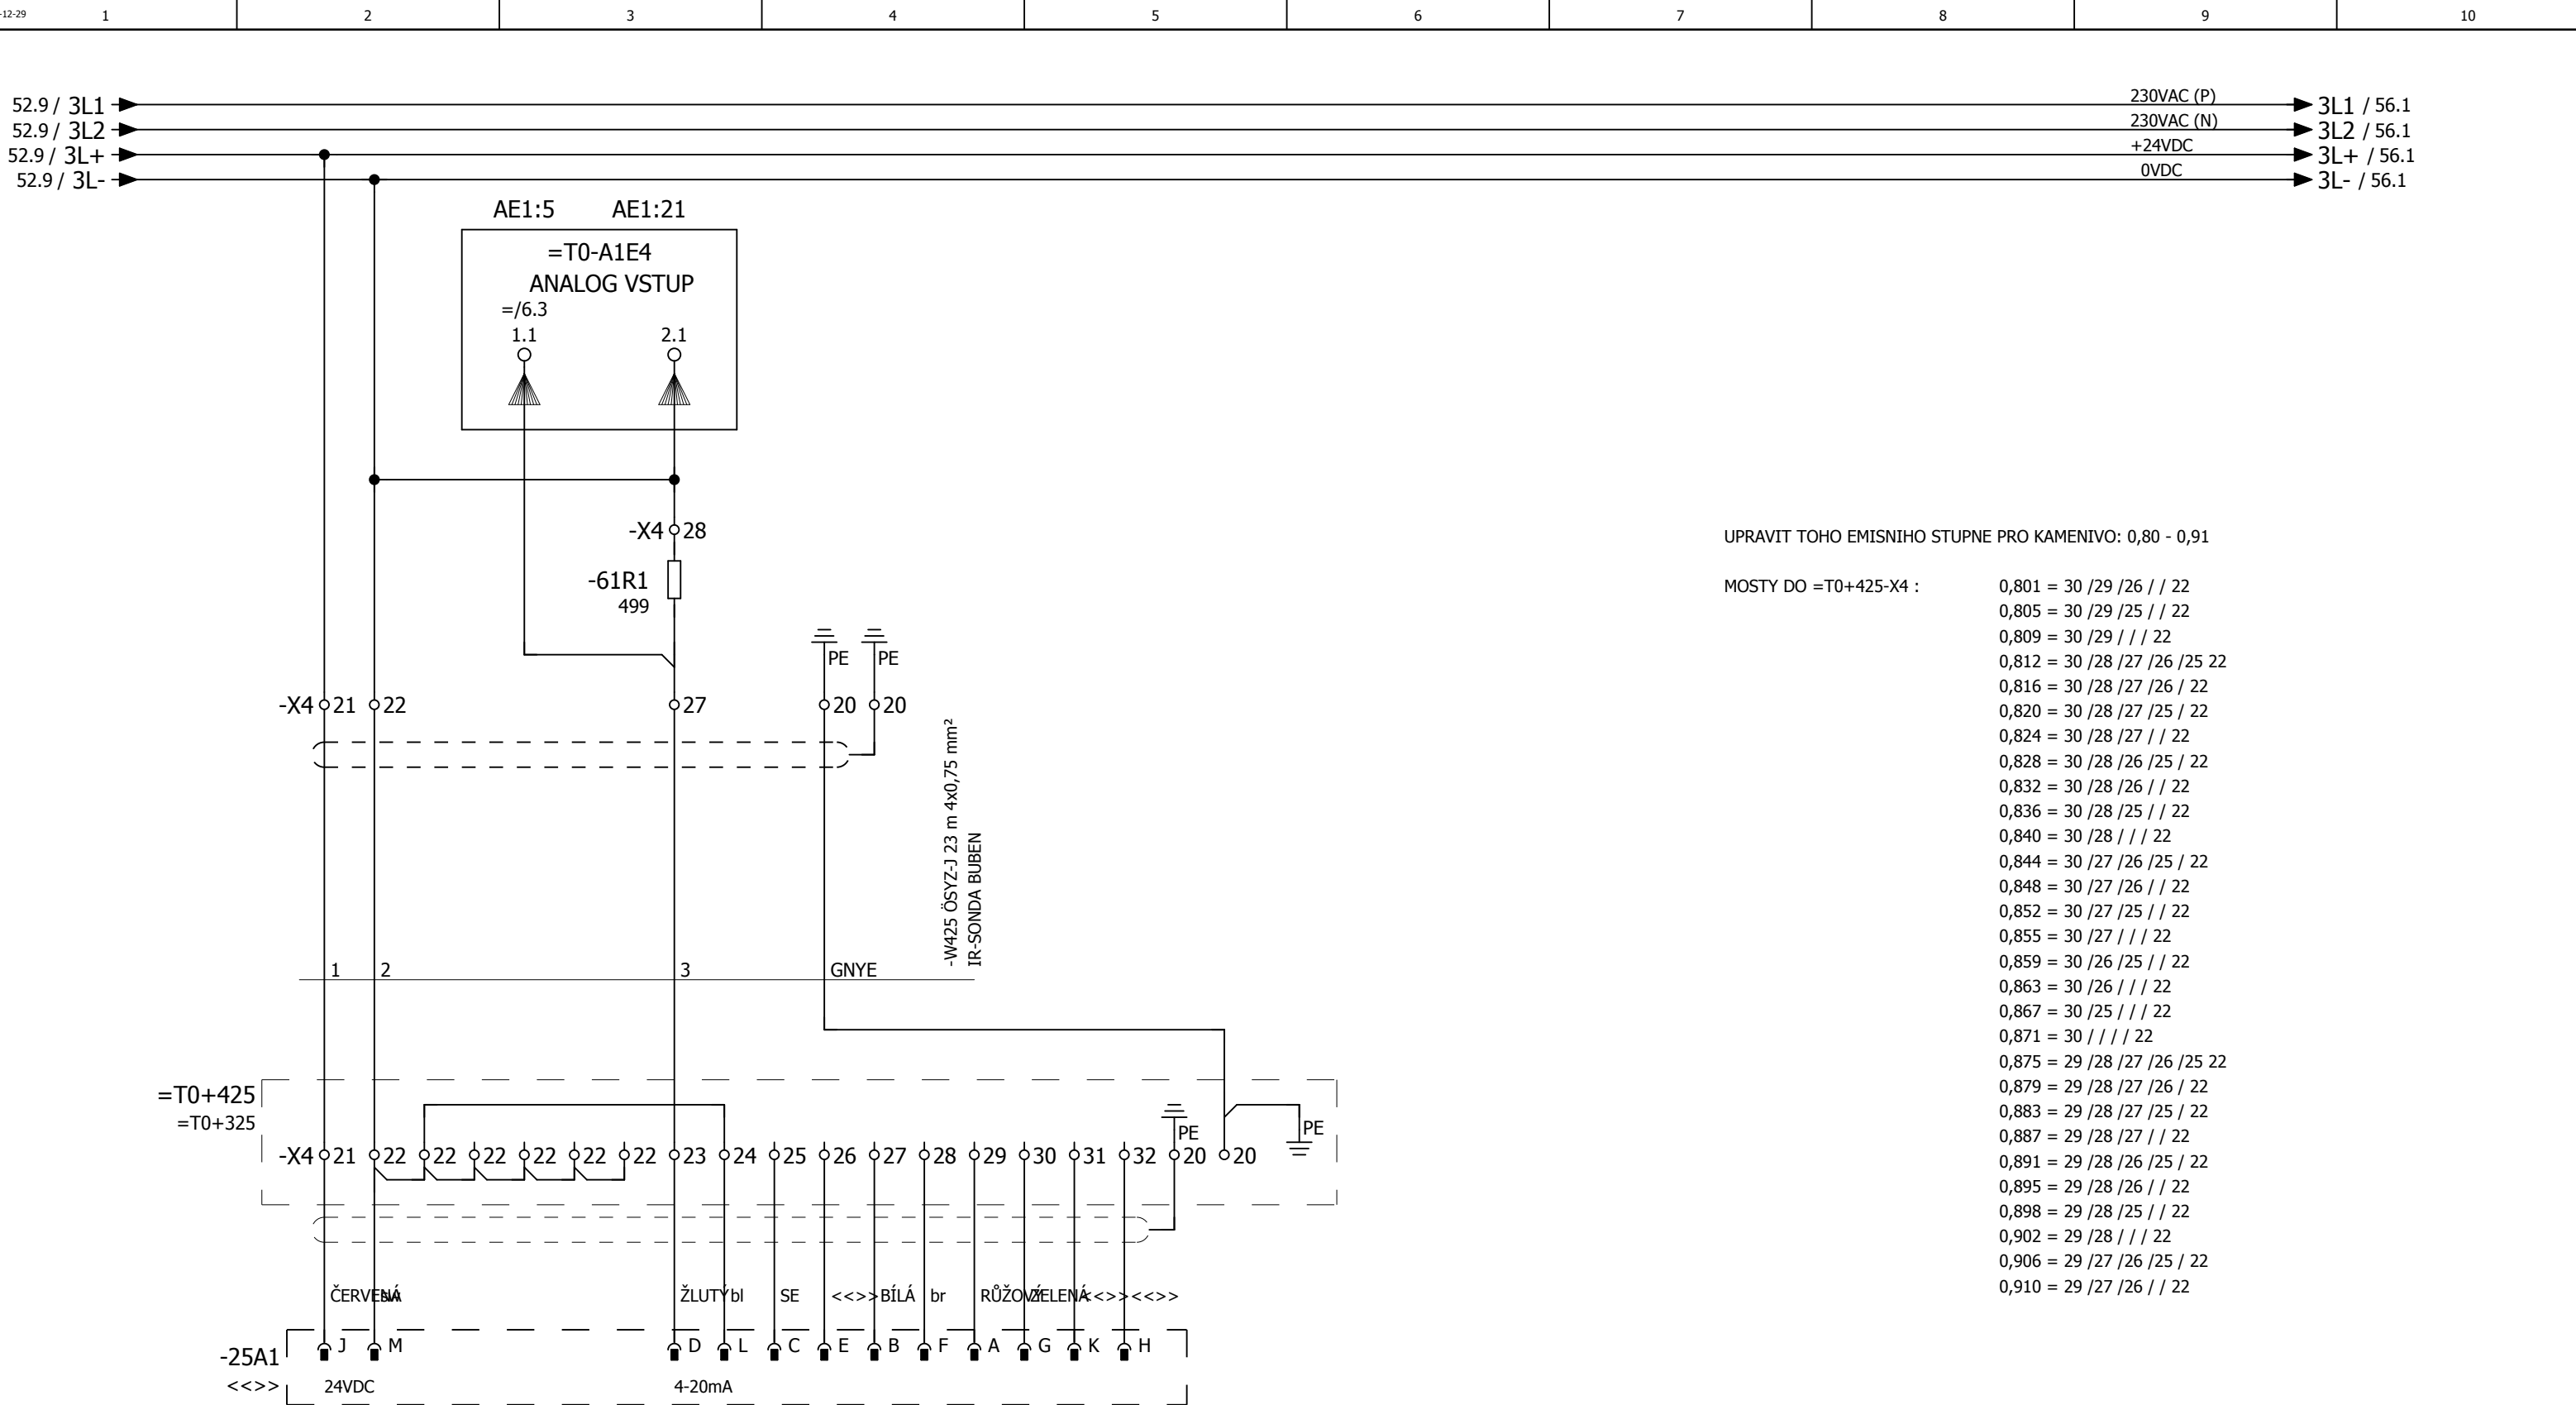 -12-29
1 2 3 4 5 6 7 8 9 10
52.9 / 3L1 230VAC (P) 3L1 / 56.1
52.9 / 3L2 230VAC (N) 3L2 / 56.1
52.9 / 3L+ +24VDC 3L+ / 56.1
52.9 / 3L- 0VDC 3L- / 56.1
AE1:5 AE1:21
=T0-A1E4
ANALOG VSTUP
=/6.3
1.1 2.1
-X4 28
-61R1
499
PE PE
-X4 21 22 27 20 20
-W425 ÖSYZ-J 23 m 4x0,75 mm²
IR-SONDA BUBEN
1 2 3 GNYE
=T0+425
=T0+325
PE PE
-X4 21 22 22 22 22 22 22 23 24 25 26 27 28 29 30 31 32 20 20
ČERVENÁ sw ŽLUTÝ bl SE <<>> BÍLÁ br RŮŽOVÝ ZELENÁ <<>> <<>>
-25A1 J M D L C E B F A G K H
<<>> 24VDC 4-20mA
UPRAVIT TOHO EMISNIHO STUPNE PRO KAMENIVO: 0,80 - 0,91
MOSTY DO =T0+425-X4 : 0,801 = 30 /29 /26 / / 22
0,805 = 30 /29 /25 / / 22
0,809 = 30 /29 / / / 22
0,812 = 30 /28 /27 /26 /25 22
0,816 = 30 /28 /27 /26 / 22
0,820 = 30 /28 /27 /25 / 22
0,824 = 30 /28 /27 / / 22
0,828 = 30 /28 /26 /25 / 22
0,832 = 30 /28 /26 / / 22
0,836 = 30 /28 /25 / / 22
0,840 = 30 /28 / / / 22
0,844 = 30 /27 /26 /25 / 22
0,848 = 30 /27 /26 / / 22
0,852 = 30 /27 /25 / / 22
0,855 = 30 /27 / / / 22
0,859 = 30 /26 /25 / / 22
0,863 = 30 /26 / / / 22
0,867 = 30 /25 / / / 22
0,871 = 30 / / / / 22
0,875 = 29 /28 /27 /26 /25 22
0,879 = 29 /28 /27 /26 / 22
0,883 = 29 /28 /27 /25 / 22
0,887 = 29 /28 /27 / / 22
0,891 = 29 /28 /26 /25 / 22
0,895 = 29 /28 /26 / / 22
0,898 = 29 /28 /25 / / 22
0,902 = 29 /28 / / / 22
0,906 = 29 /27 /26 /25 / 22
0,910 = 29 /27 /26 / / 22